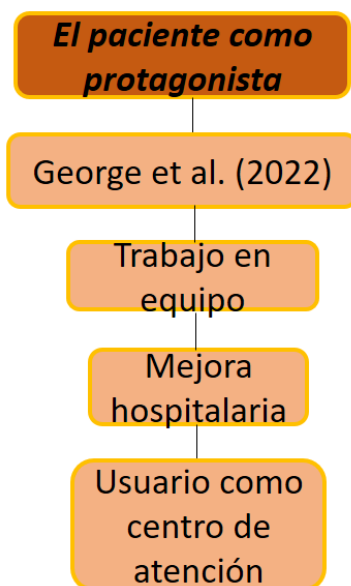 El paciente como
protagonista
George et al. (2022)
Trabajo en
equipo
Mejora
hospitalaria
Usuario como
centro de
atención